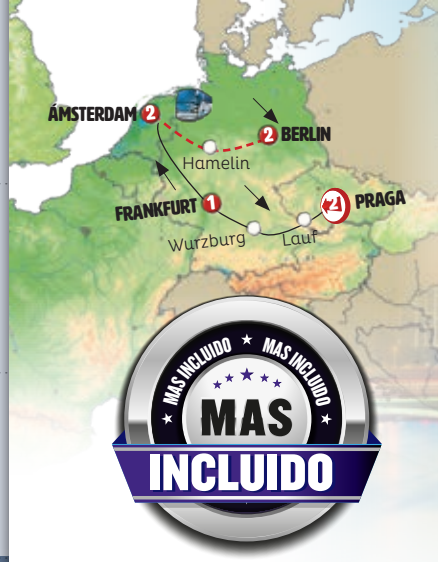 ÁMSTERDAM 2
2 BERLIN
Hamelin
FRANKFURT 1
2 PRAGA
Wurzburg
Lauf
MAS INCLUIDO ★ MAS INCLUIDO
MAS
INCLUIDO